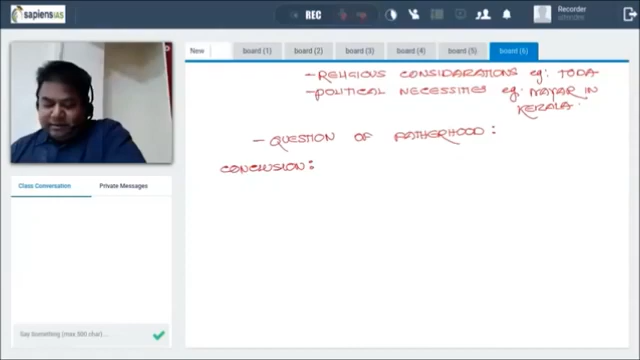 sapiensIAS
REC
Recorder
attendee
New
board (1)
board (2)
board (3)
board (4)
board (5)
board (6)
- RELIGIOUS CONSIDARATIONS eg: TODA
- POLITICAL NECESSITIES eg: NAYAR IN
KERALA.
- QUESTION OF FATHERHOOD:
CONCLUSION:
Class Conversation
Private Messages
Say Something (max 500 char)